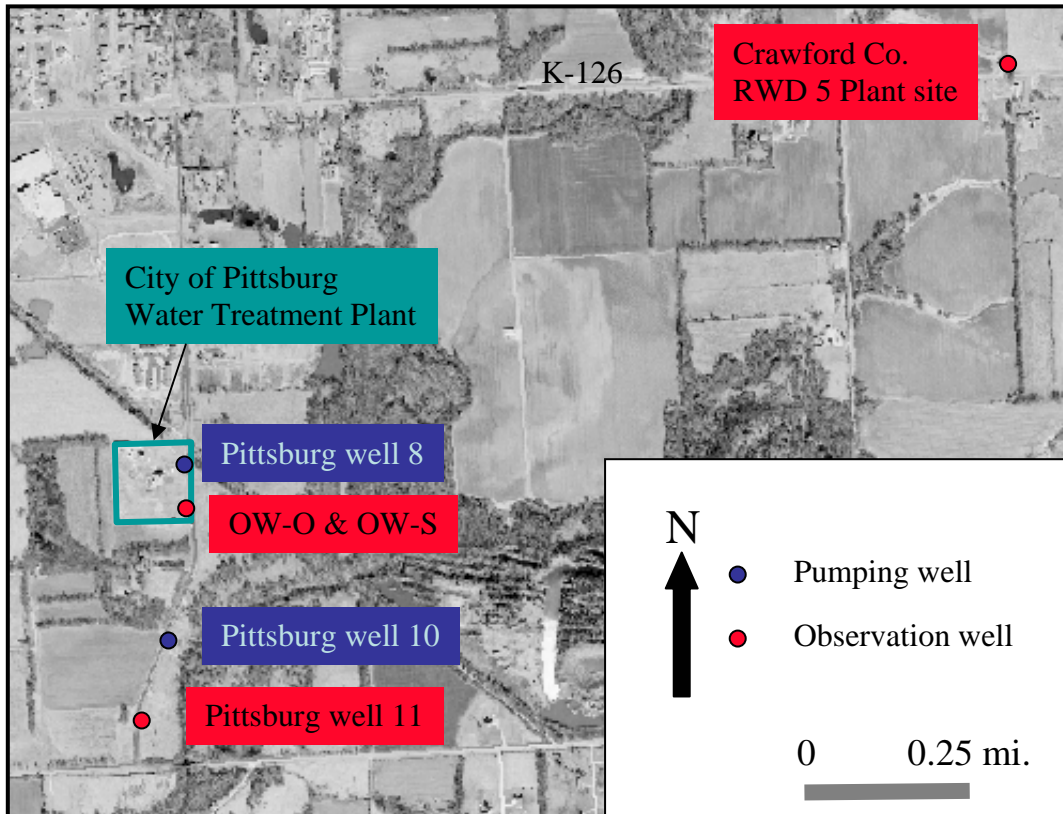 Crawford Co.
RWD 5 Plant site
K-126
City of Pittsburg
Water Treatment Plant
Pittsburg well 8
OW-O & OW-S
Pittsburg well 10
Pittsburg well 11
N
Pumping well
Observation well
0 0.25 mi.